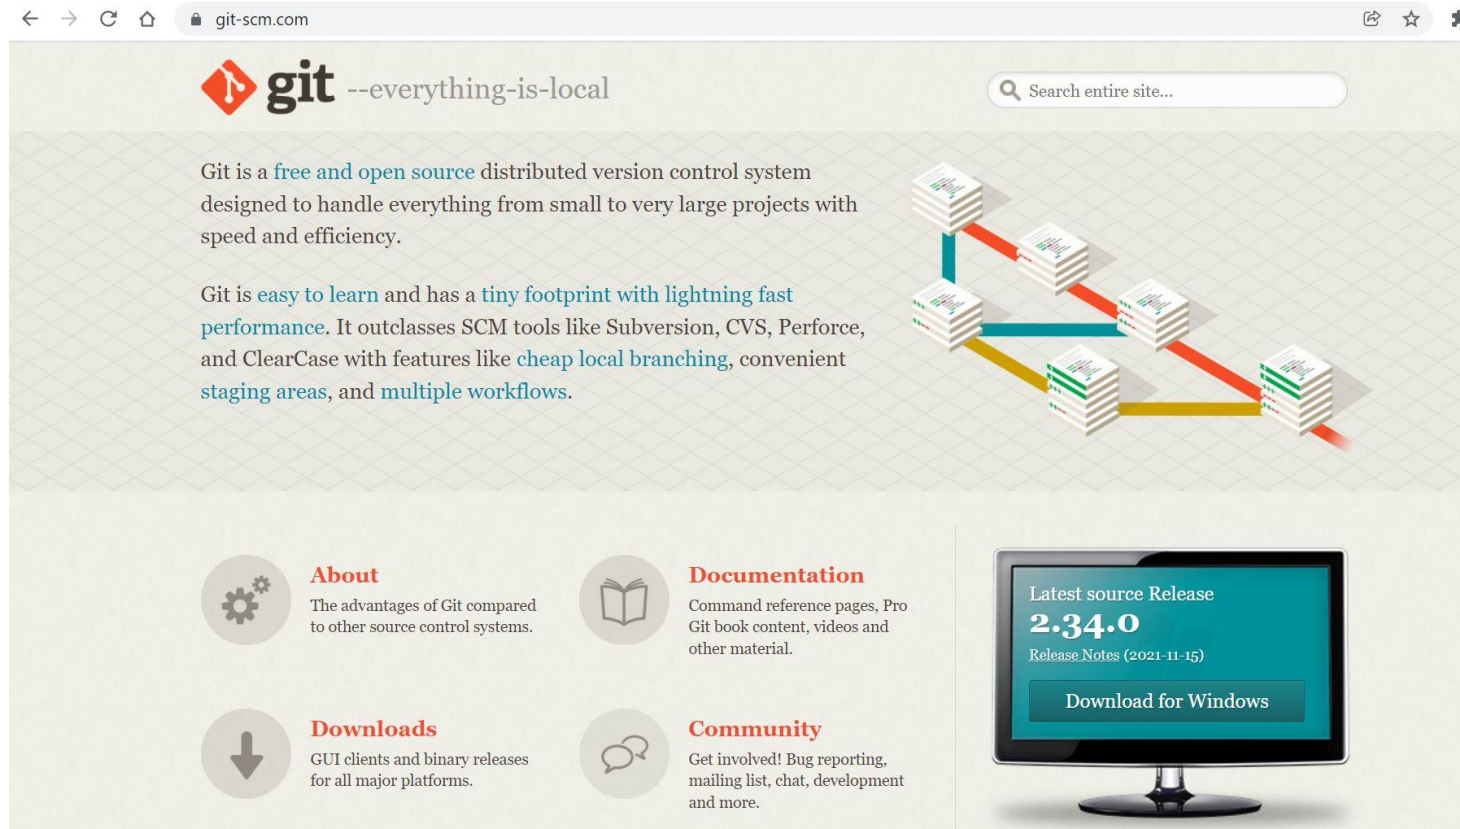 git-scm.com
git --everything-is-local
Search entire site...
Git is a free and open source distributed version control system
designed to handle everything from small to very large projects with
speed and efficiency.
Git is easy to learn and has a tiny footprint with lightning fast
performance. It outclasses SCM tools like Subversion, CVS, Perforce,
and ClearCase with features like cheap local branching, convenient
staging areas, and multiple workflows.
About
The advantages of Git compared
to other source control systems.
Documentation
Command reference pages, Pro
Git book content, videos and
other material.
Downloads
GUI clients and binary releases
for all major platforms.
Community
Get involved! Bug reporting,
mailing list, chat, development
and more.
Latest source Release
2.34.0
Release Notes (2021-11-15)
Download for Windows